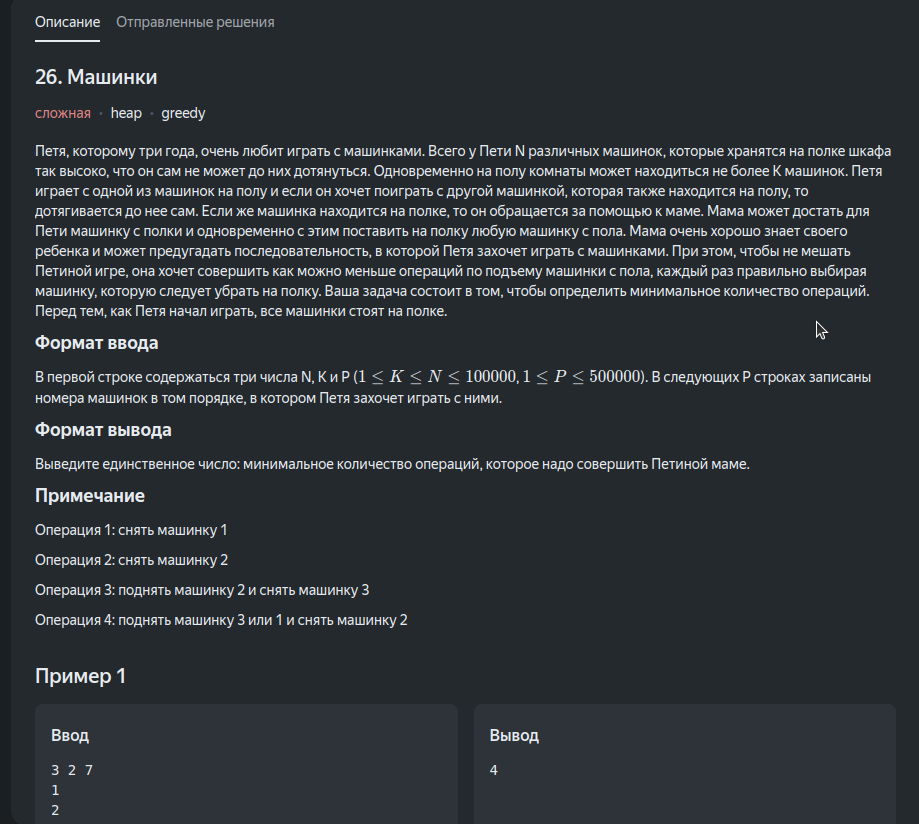 Описание Отправленные решения
26. Машинки
сложная · heap · greedy
Петя, которому три года, очень любит играть с машинками. Всего у Пети N различных машинок, которые хранятся на полке шкафа
так высоко, что он сам не может до них дотянуться. Одновременно на полу комнаты может находиться не более K машинок. Петя
играет с одной из машинок на полу и если он хочет поиграть с другой машинкой, которая также находится на полу, то
дотягивается до нее сам. Если же машинка находится на полке, то он обращается за помощью к маме. Мама может достать для
Пети машинку с полки и одновременно с этим поставить на полку любую машинку с пола. Мама очень хорошо знает своего
ребенка и может предугадать последовательность, в которой Петя захочет играть с машинками. При этом, чтобы не мешать
Петиной игре, она хочет совершить как можно меньше операций по подъему машинки с пола, каждый раз правильно выбирая
машинку, которую следует убрать на полку. Ваша задача состоит в том, чтобы определить минимальное количество операций.
Перед тем, как Петя начал играть, все машинки стоят на полке.
Формат ввода
В первой строке содержаться три числа N, K и P (1 ≤ K ≤ N ≤ 100000, 1 ≤ P ≤ 500000). В следующих P строках записаны
номера машинок в том порядке, в котором Петя захочет играть с ними.
Формат вывода
Выведите единственное число: минимальное количество операций, которое надо совершить Петиной маме.
Примечание
Операция 1: снять машинку 1
Операция 2: снять машинку 2
Операция 3: поднять машинку 2 и снять машинку 3
Операция 4: поднять машинку 3 или 1 и снять машинку 2
Пример 1
Ввод Вывод
3 2 7 4
1
2